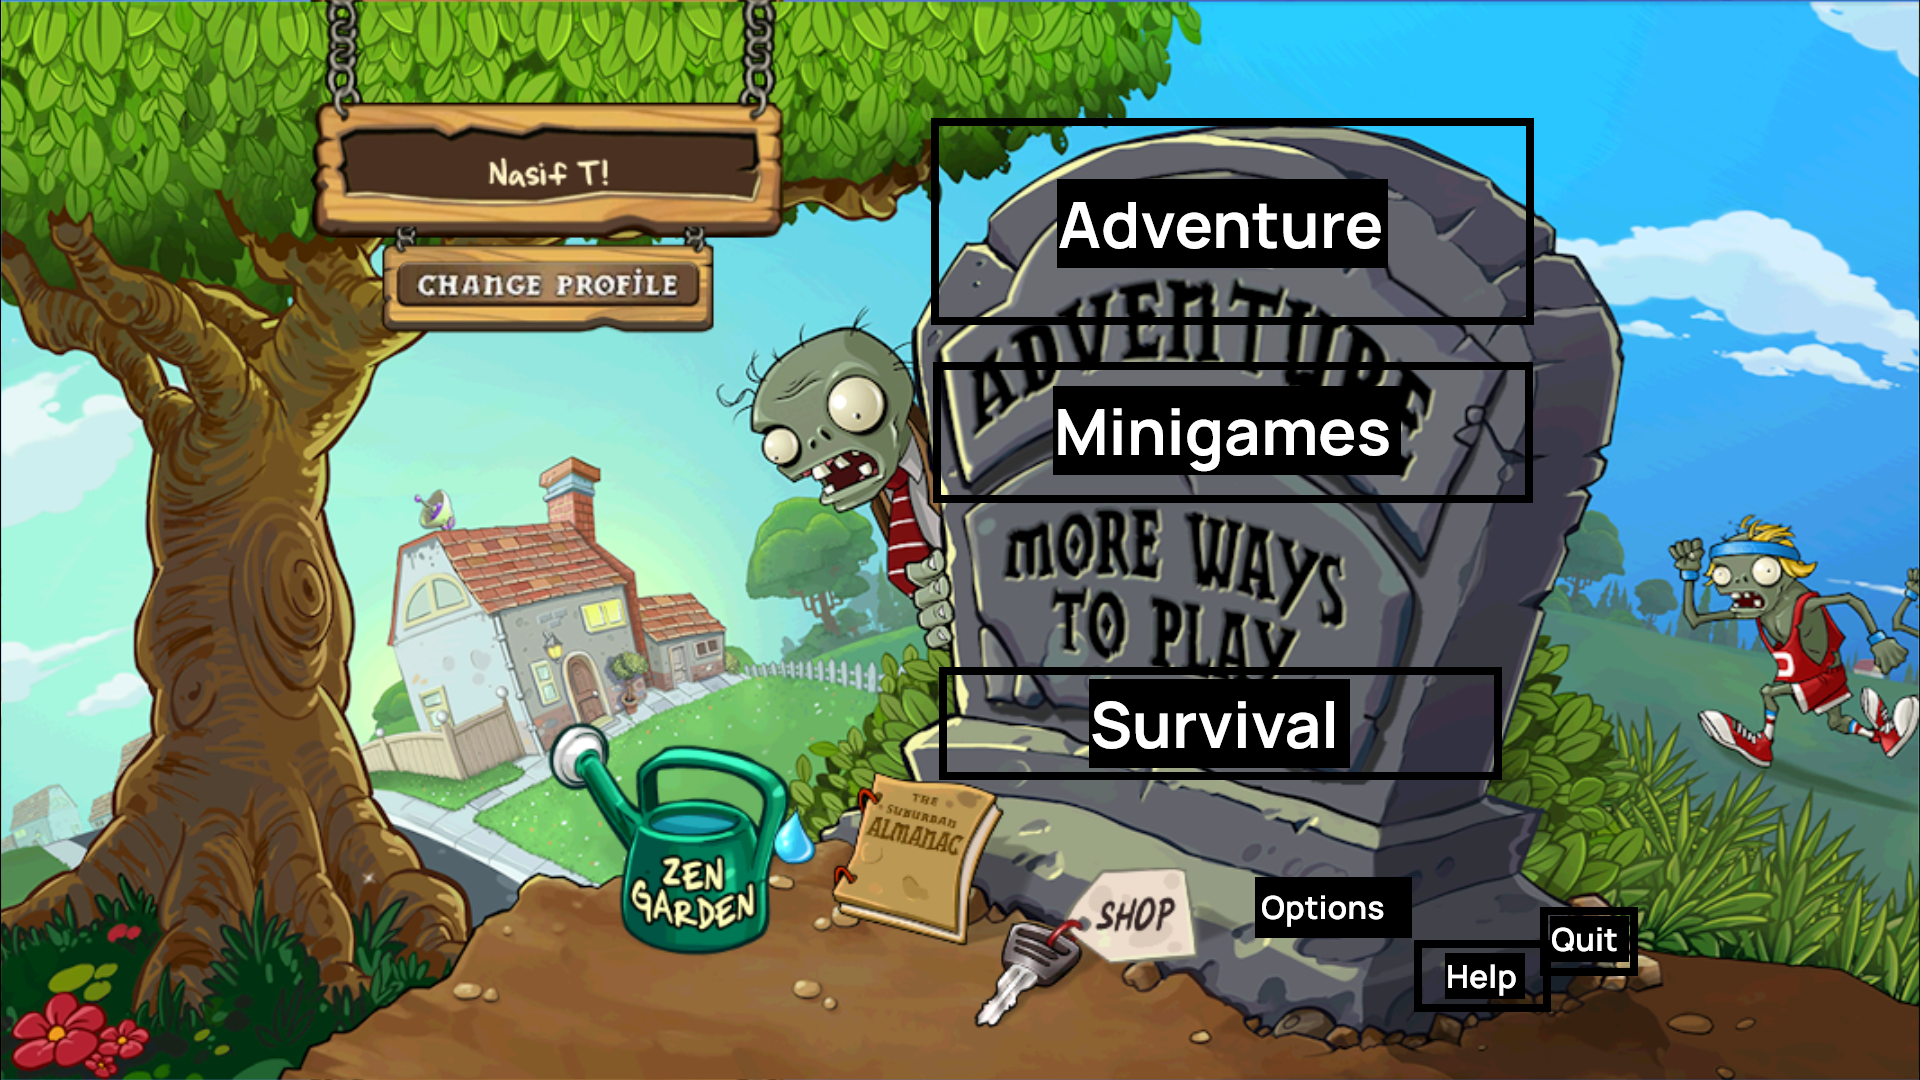 Nasif T!
CHANGE PROFILE
Adventure
ADVENTURE
Minigames
MORE WAYS
TO PLAY
Survival
ZEN
GARDEN
THE
SUBURBAN
ALMANAC
SHOP
Options
Quit
Help